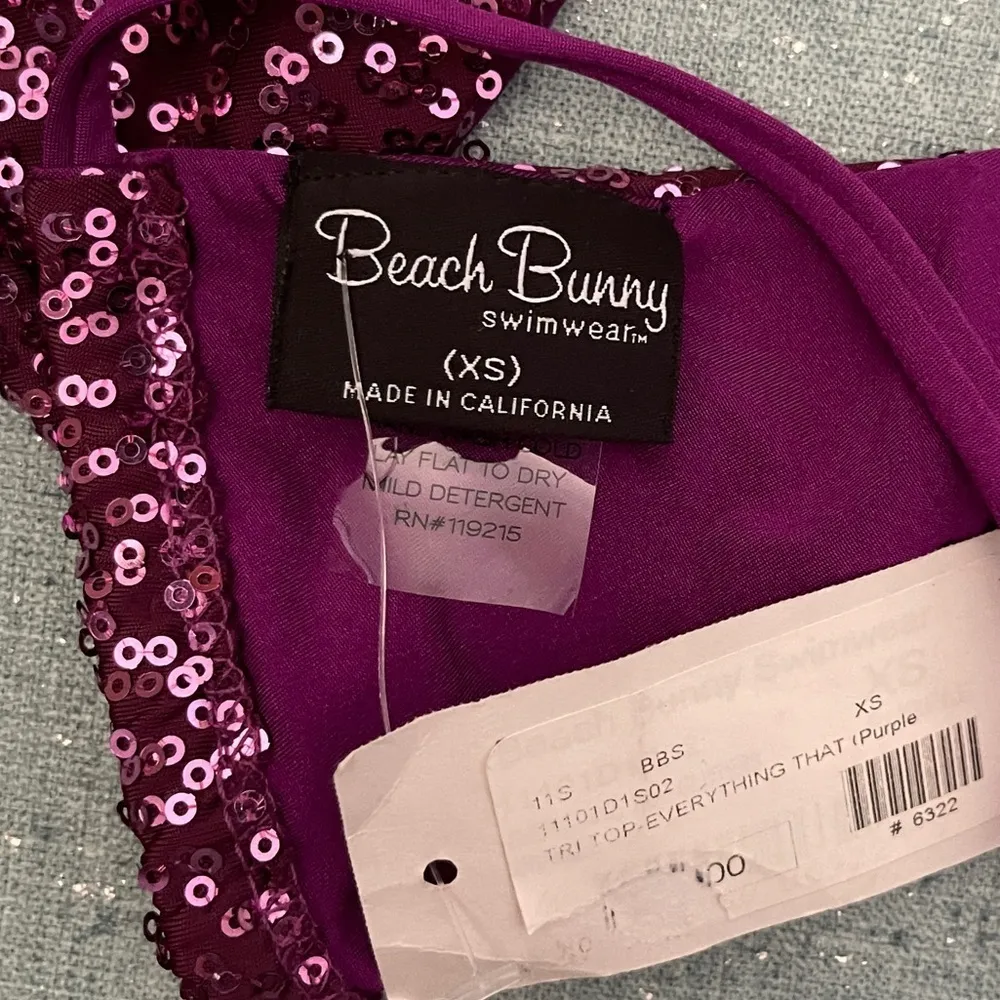 Beach Bunny
swimwear™
(XS)
MADE IN CALIFORNIA
LAY FLAT TO DRY
MILD DETERGENT
RN#119215
BBS XS
11S
11101D1S02
TRI TOP-EVERYTHING THAT (Purple
# 6322